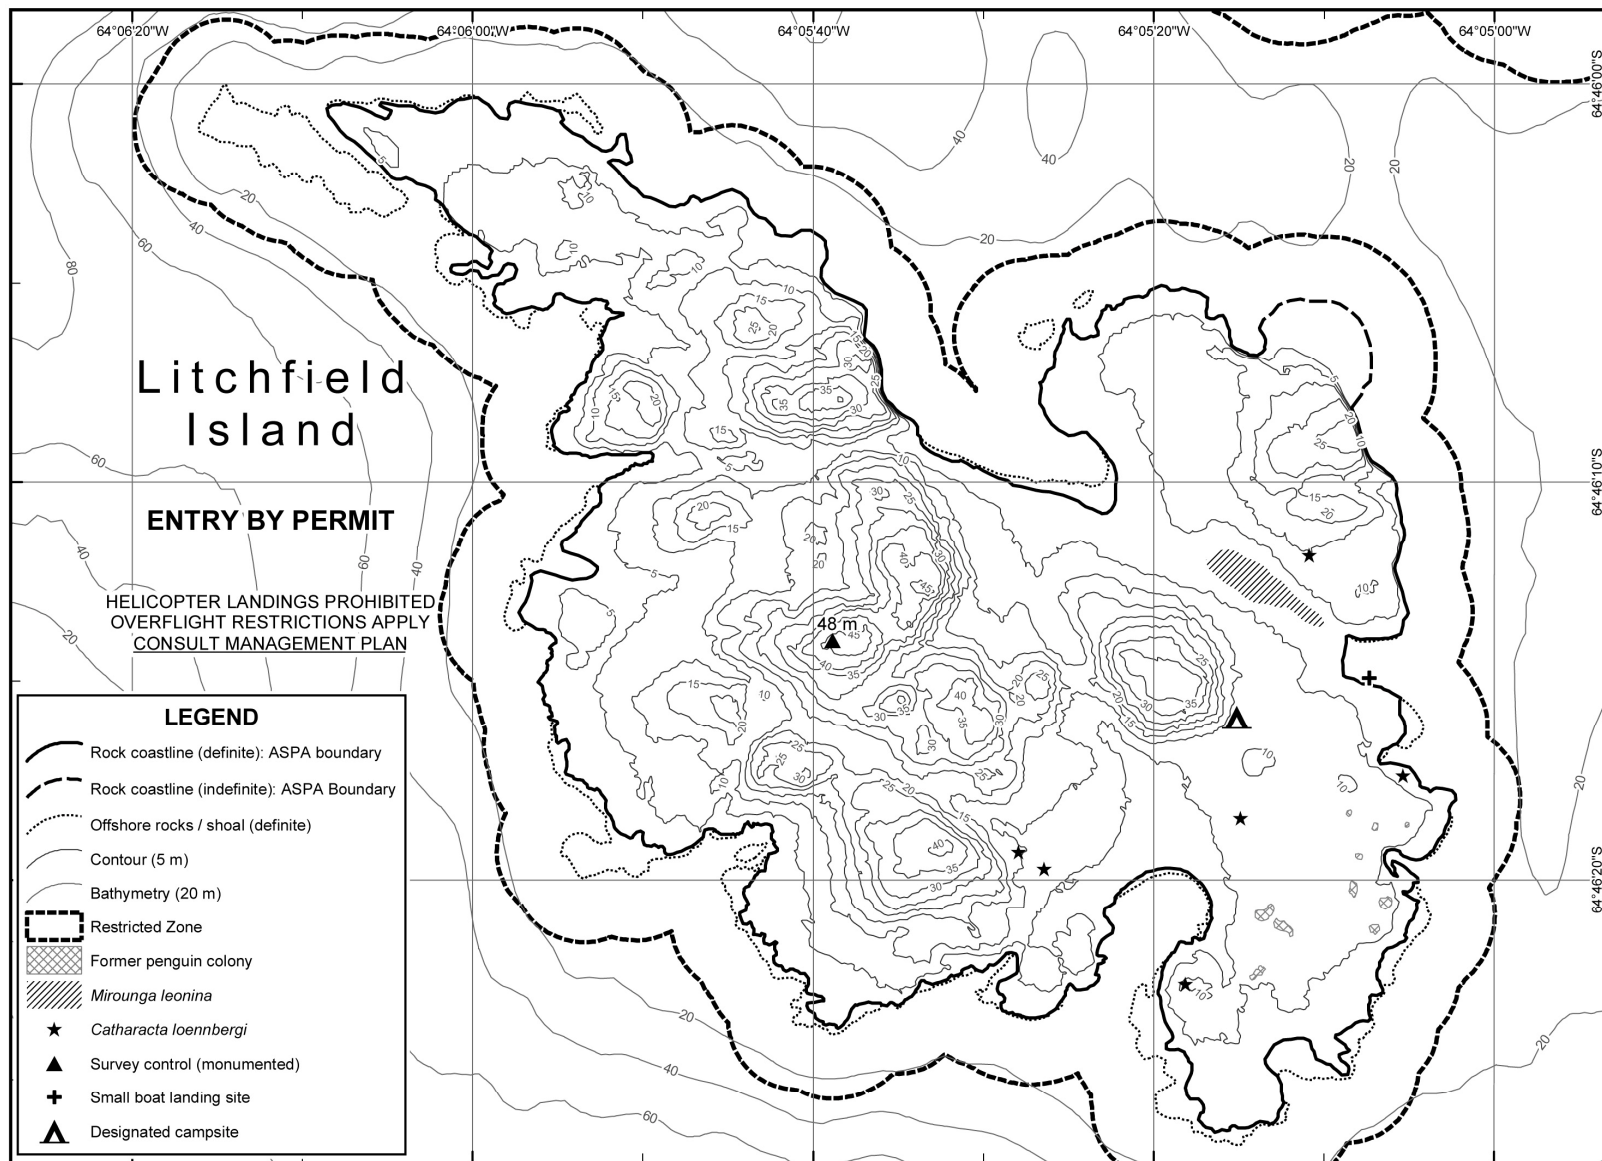 64°06'20"W 64°06'00"W 64°05'40"W 64°05'20"W 64°05'00"W
64°46'00"S
64°46'10"S
64°46'20"S
Litchfield
Island
ENTRY BY PERMIT
HELICOPTER LANDINGS PROHIBITED
OVERFLIGHT RESTRICTIONS APPLY
CONSULT MANAGEMENT PLAN
48 m
LEGEND
Rock coastline (definite): ASPA boundary
Rock coastline (indefinite): ASPA Boundary
Offshore rocks / shoal (definite)
Contour (5 m)
Bathymetry (20 m)
Restricted Zone
Former penguin colony
Mirounga leonina
Catharacta loennbergi
Survey control (monumented)
Small boat landing site
Designated campsite